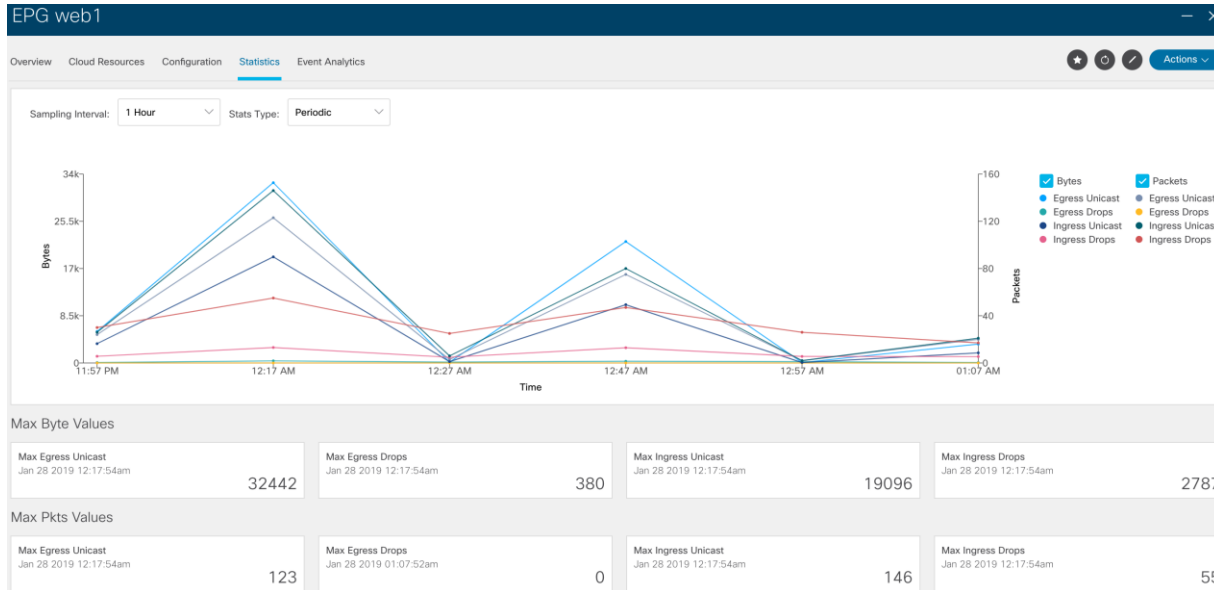 EPG web1
Overview Cloud Resources Configuration Statistics Event Analytics Actions
Sampling Interval: 1 Hour Stats Type: Periodic
34k
25.5k
17k
8.5k
0
Bytes
160
120
80
40
0
Packets
11:57 PM 12:17 AM 12:27 AM 12:47 AM 12:57 AM 01:07 AM
Time
Bytes Packets
Egress Unicast Egress Unicast
Egress Drops Egress Drops
Ingress Unicast Ingress Unicas
Ingress Drops Ingress Drops
Max Byte Values
Max Egress Unicast
Jan 28 2019 12:17:54am
32442
Max Egress Drops
Jan 28 2019 12:17:54am
380
Max Ingress Unicast
Jan 28 2019 12:17:54am
19096
Max Ingress Drops
Jan 28 2019 12:17:54am
2787
Max Pkts Values
Max Egress Unicast
Jan 28 2019 12:17:54am
123
Max Egress Drops
Jan 28 2019 01:07:52am
0
Max Ingress Unicast
Jan 28 2019 12:17:54am
146
Max Ingress Drops
Jan 28 2019 12:17:54am
55